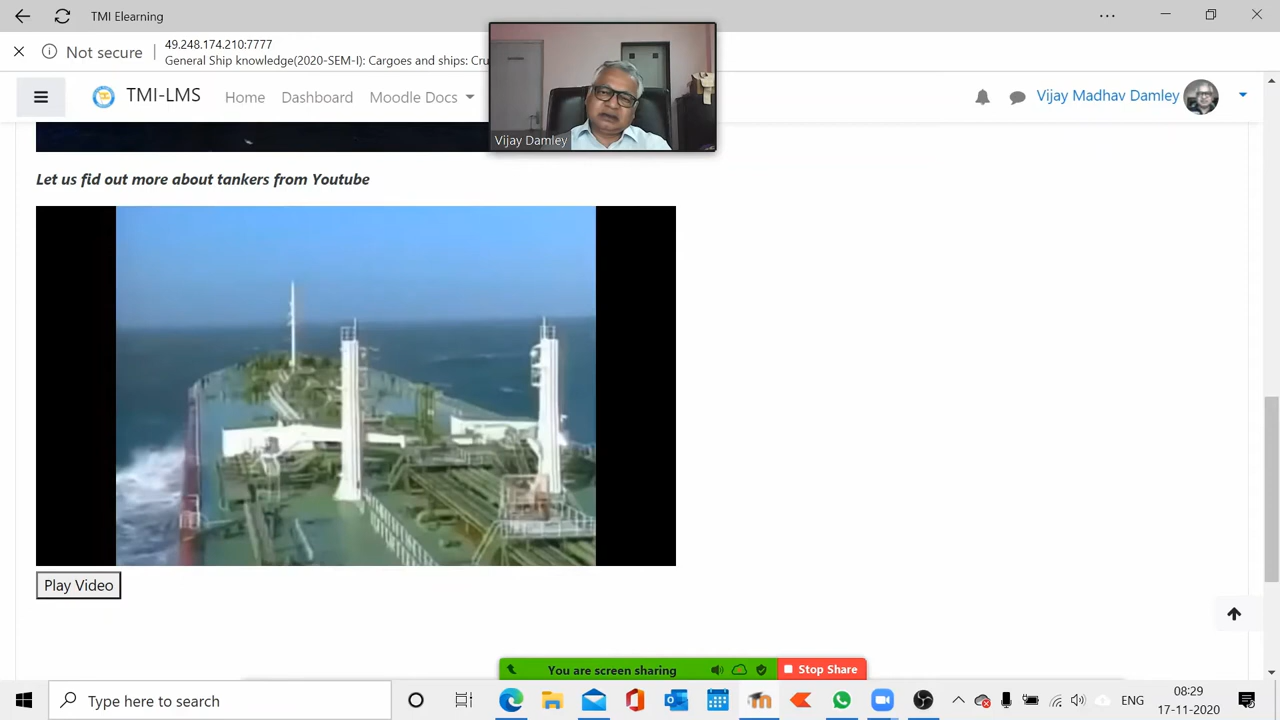 TMI Elearning
Not secure
49.248.174.210:7777
General Ship knowledge(2020-SEM-I): Cargoes and ships: Cru
TMI-LMS
Home
Dashboard
Moodle Docs
Vijay Madhav Damley
Vijay Damley
Let us fid out more about tankers from Youtube
Play Video
You are screen sharing
Stop Share
Type here to search
ENG
08:29
17-11-2020